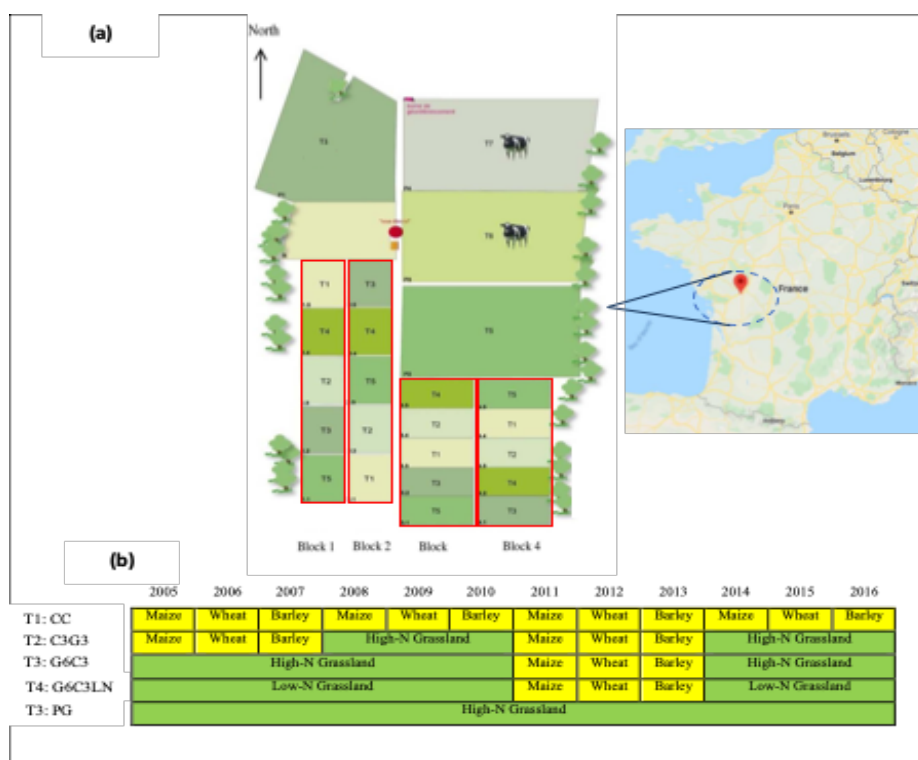 (a)
North
T3
T7
T6
T5
T1
T4
T2
T3
T5
T3
T4
T5
T2
T1
T4
T2
T1
T3
T5
T5
T1
T2
T4
T3
Block 1 Block 2 Block Block 4
Brussels
Belgium
Cologne
Luxembourg
Paris
France
Andorra
Monaco
(b)
2005 2006 2007 2008 2009 2010 2011 2012 2013 2014 2015 2016
T1: CC Maize Wheat Barley Maize Wheat Barley Maize Wheat Barley Maize Wheat Barley
T2: C3G3 Maize Wheat Barley High-N Grassland Maize Wheat Barley High-N Grassland
T3: G6C3 High-N Grassland Maize Wheat Barley High-N Grassland
T4: G6C3LN Low-N Grassland Maize Wheat Barley Low-N Grassland
T3: PG High-N Grassland